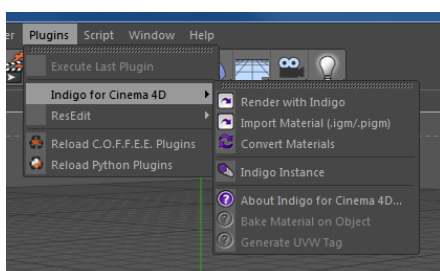 er Plugins Script Window Help
Execute Last Plugin
Indigo for Cinema 4D
ResEdit
Reload C.O.F.F.E.E. Plugins
Reload Python Plugins
Render with Indigo
Import Material (.igm/.pigm)
Convert Materials
Indigo Instance
About Indigo for Cinema 4D...
Bake Material on Object
Generate UVW Tag